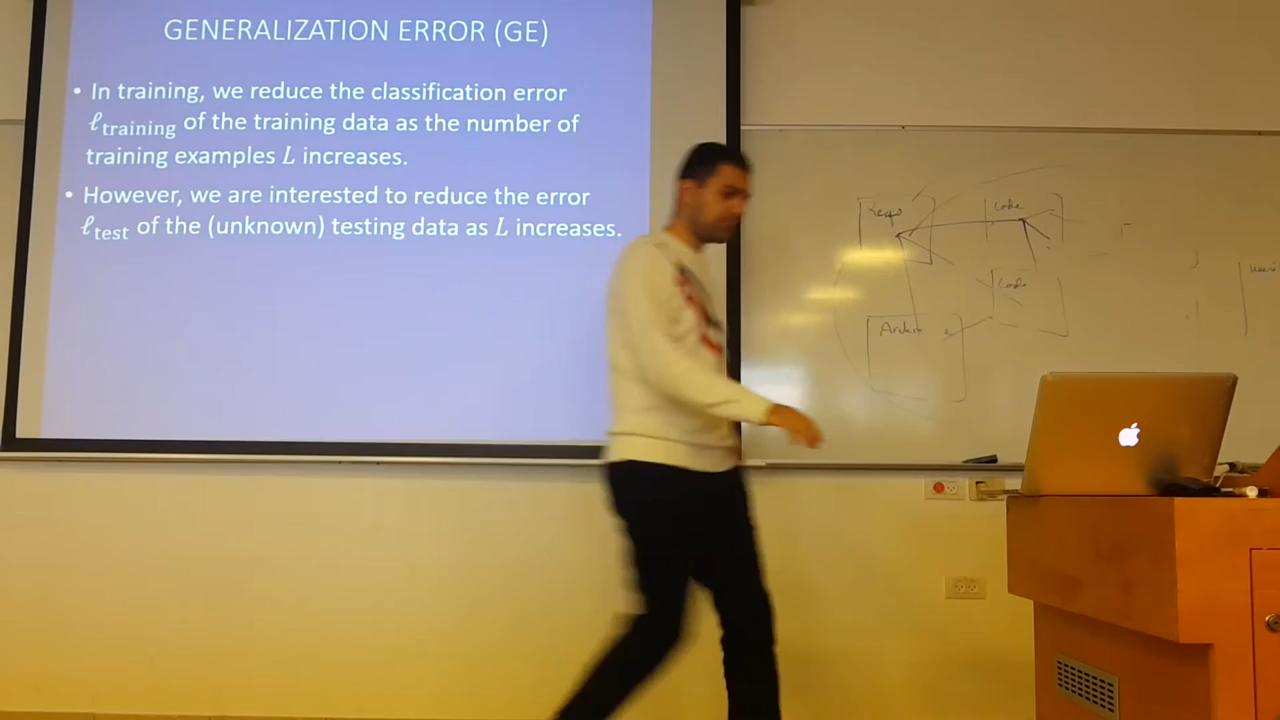 GENERALIZATION ERROR (GE)
• In training, we reduce the classification error
ℓtraining of the training data as the number of
training examples L increases.
• However, we are interested to reduce the error
ℓtest of the (unknown) testing data as L increases.
Code
Code